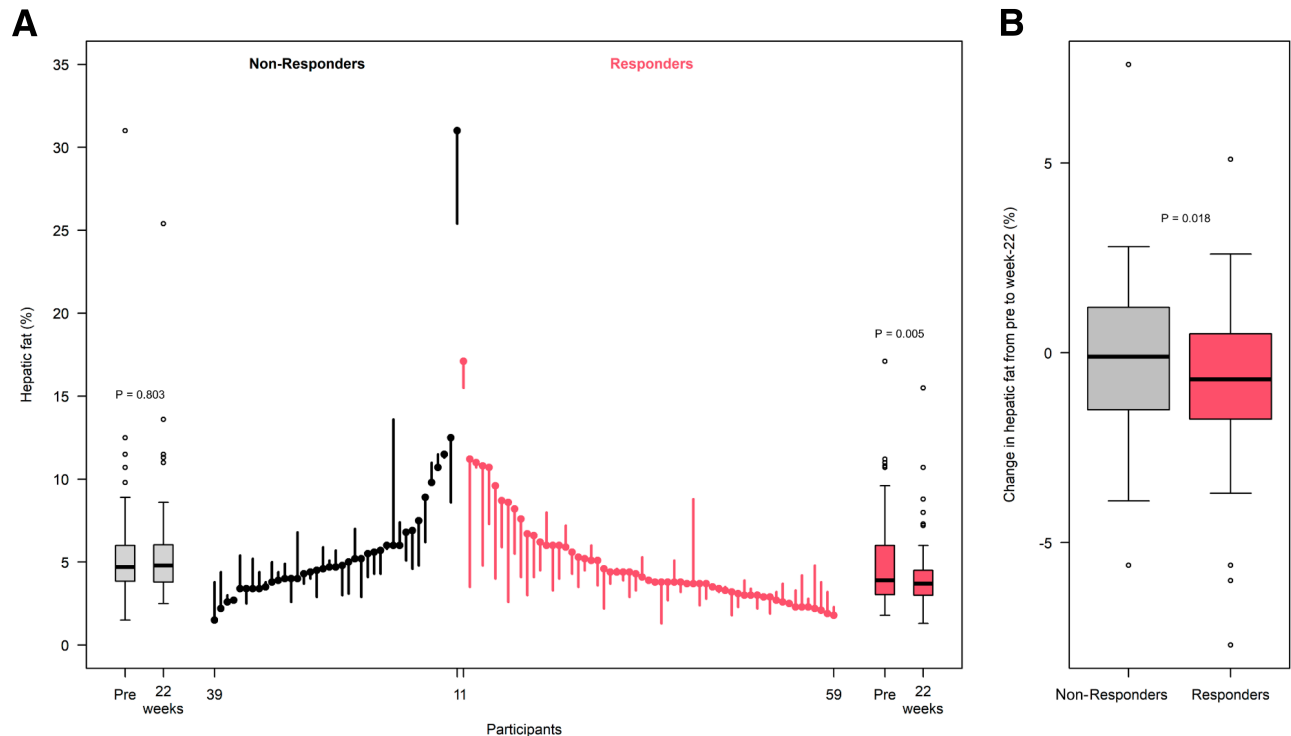 A
Non-Responders
Responders
Hepatic fat (%)
35
30
25
20
15
10
5
0
P = 0.803
P = 0.005
Pre
22
weeks
39
11
59
Pre
22
weeks
Participants
B
Change in hepatic fat from pre to week-22 (%)
5
0
-5
P = 0.018
Non-Responders
Responders